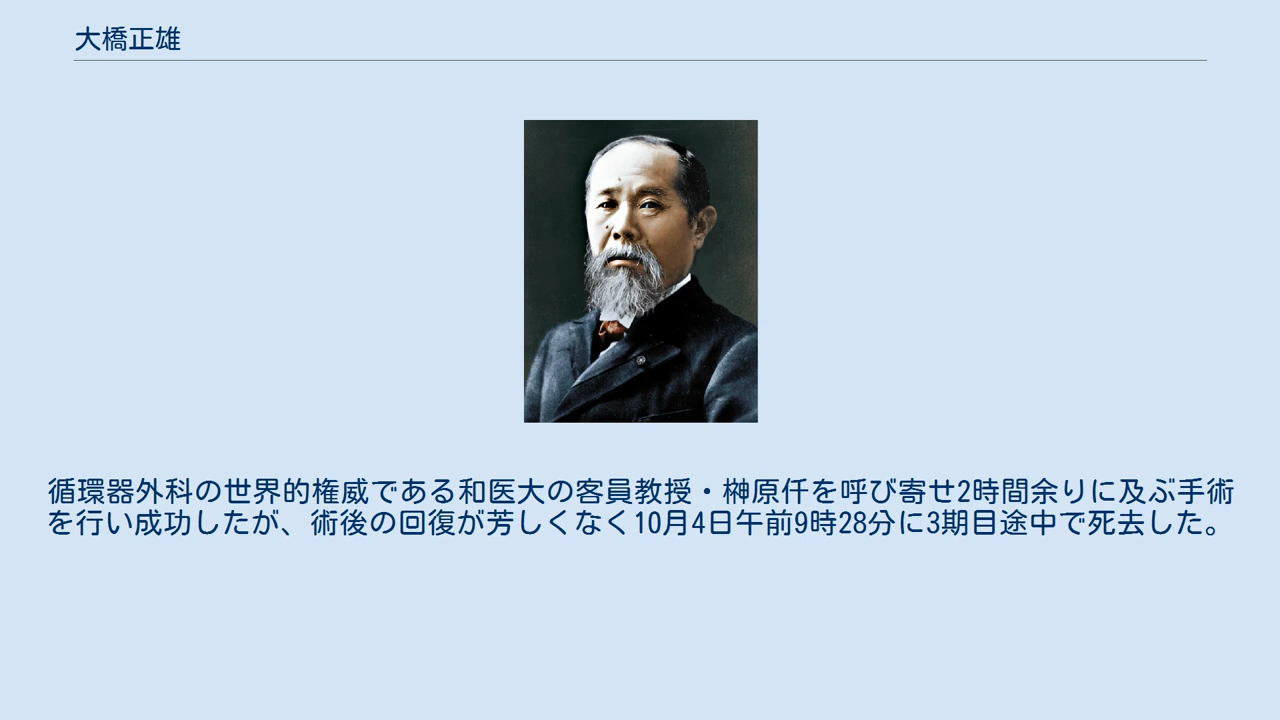 大橋正雄
循環器外科の世界的権威である和医大の客員教授・榊原仟を呼び寄せ2時間余りに及ぶ手術
を行い成功したが、術後の回復が芳しくなく10月4日午前9時28分に3期目途中で死去した。